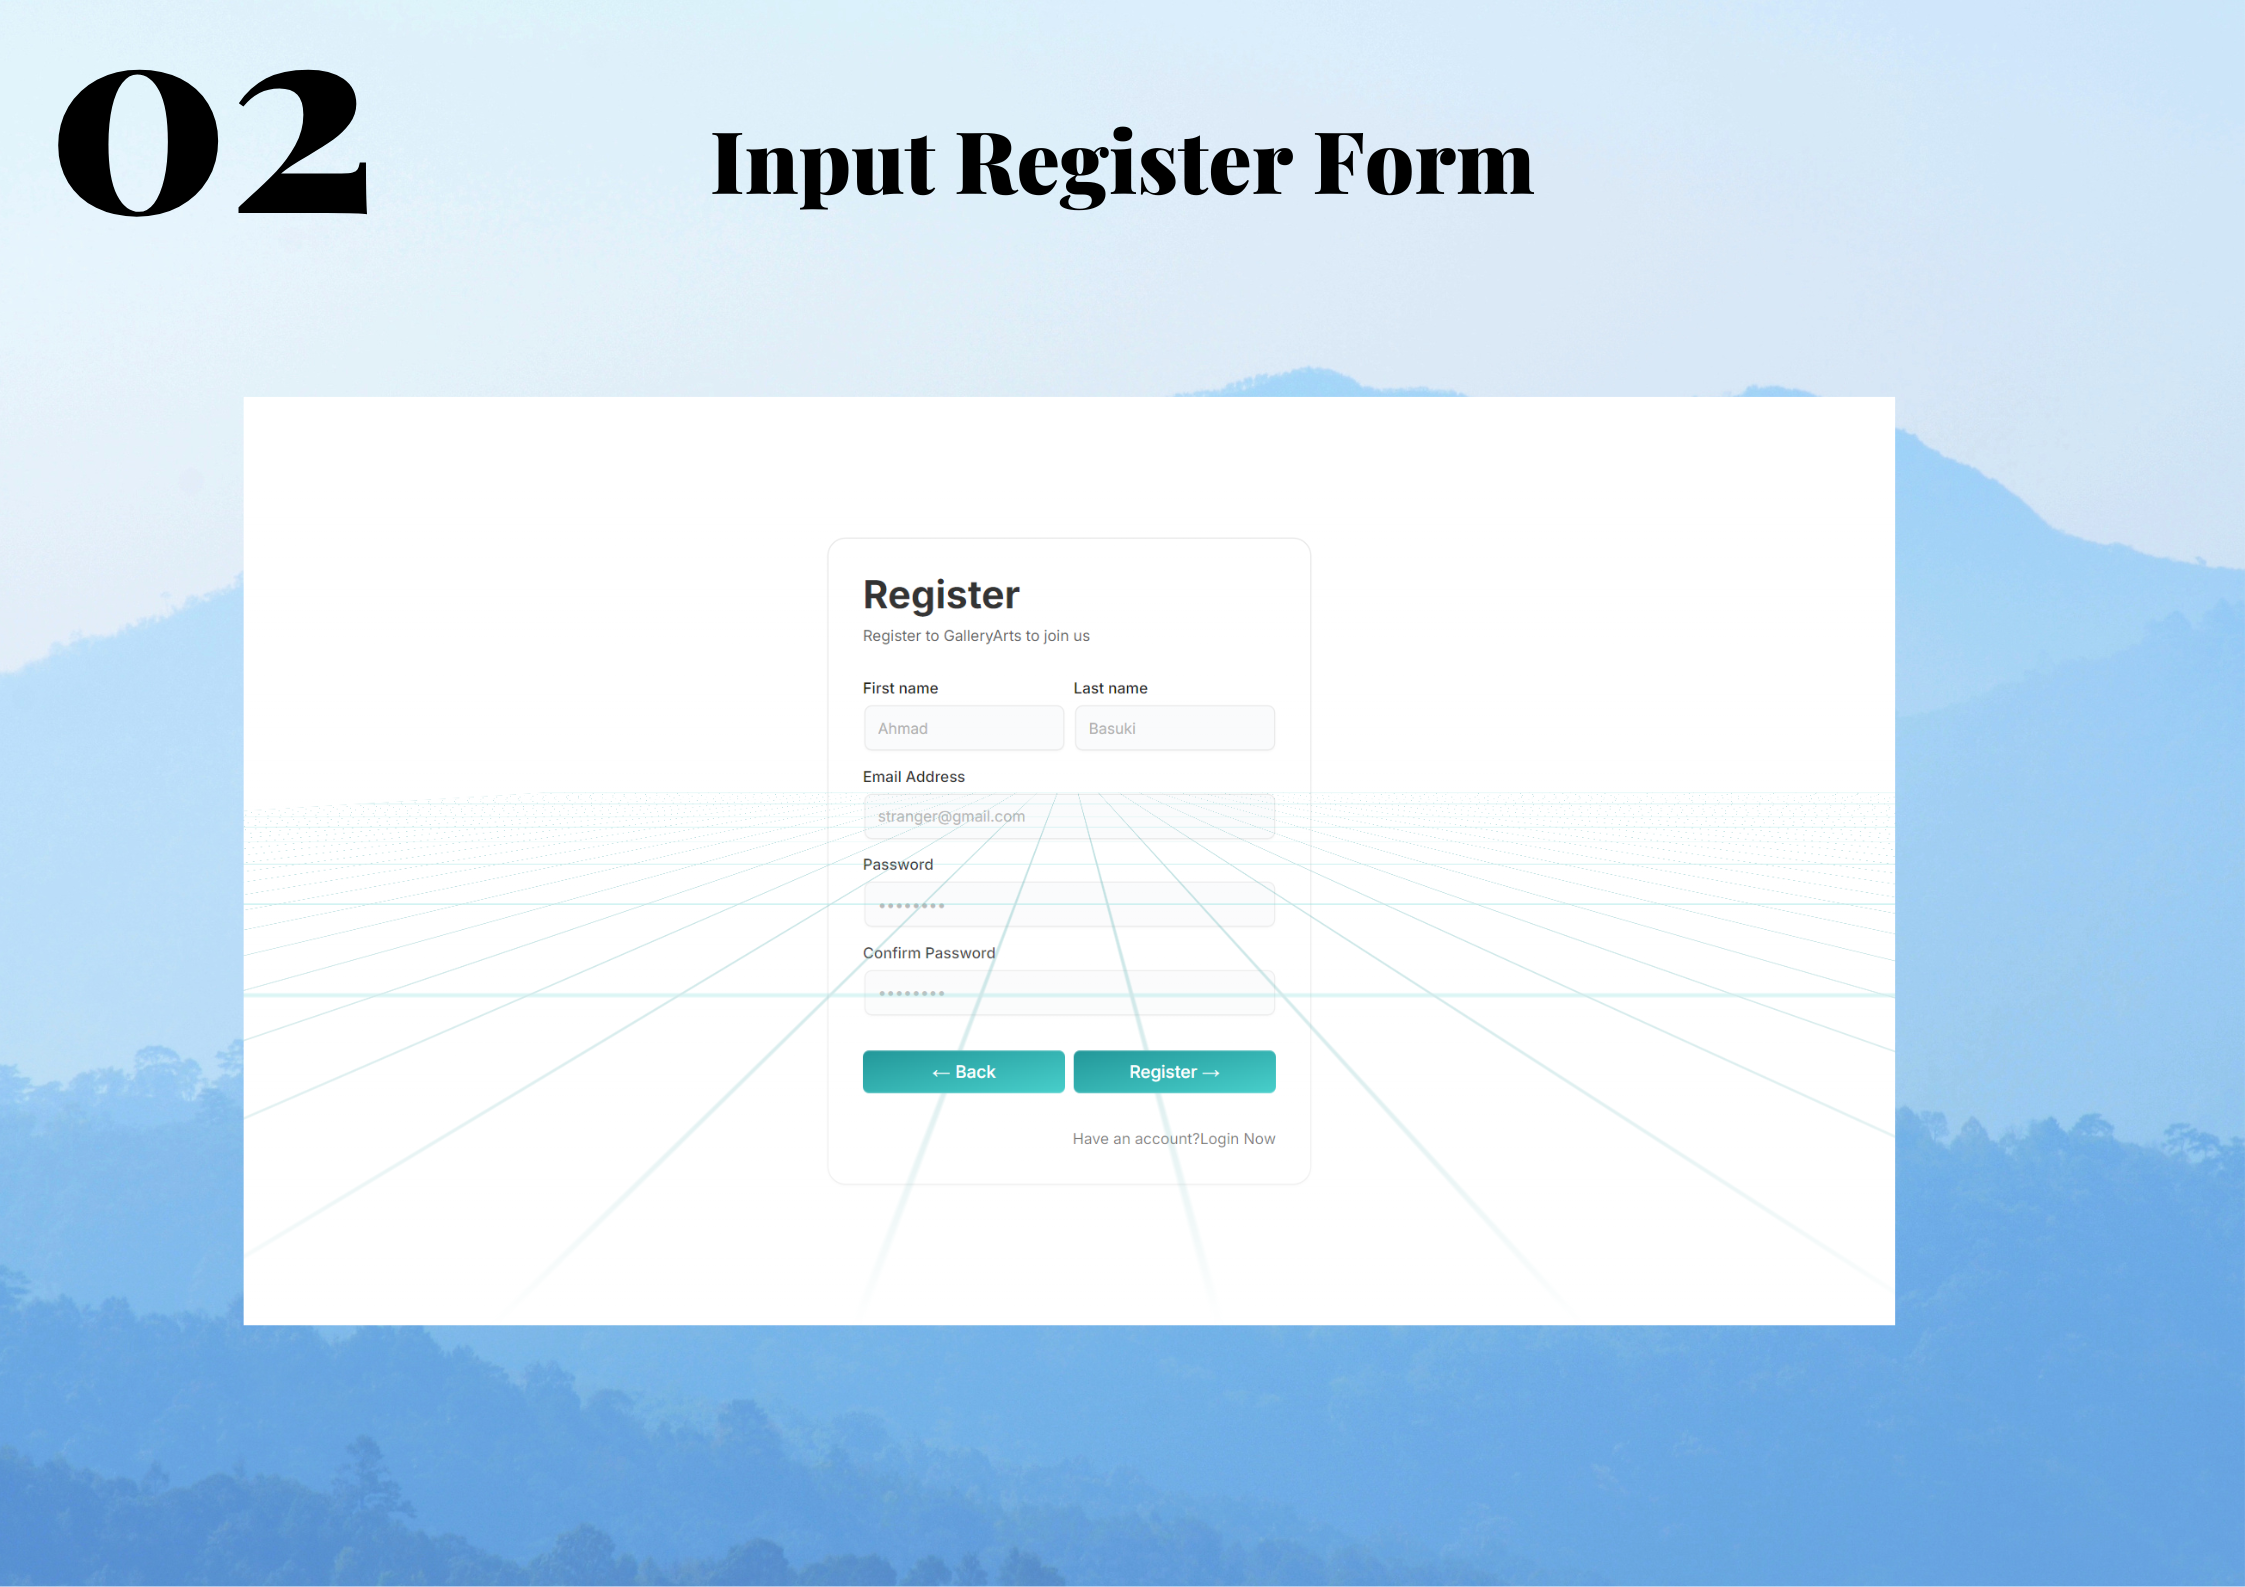 02
Input Register Form
Register
Register to GalleryArts to join us
First name
Last name
Ahmad
Basuki
Email Address
stranger@gmail.com
Password
••••••••
Confirm Password
••••••••
← Back
Register →
Have an account?Login Now